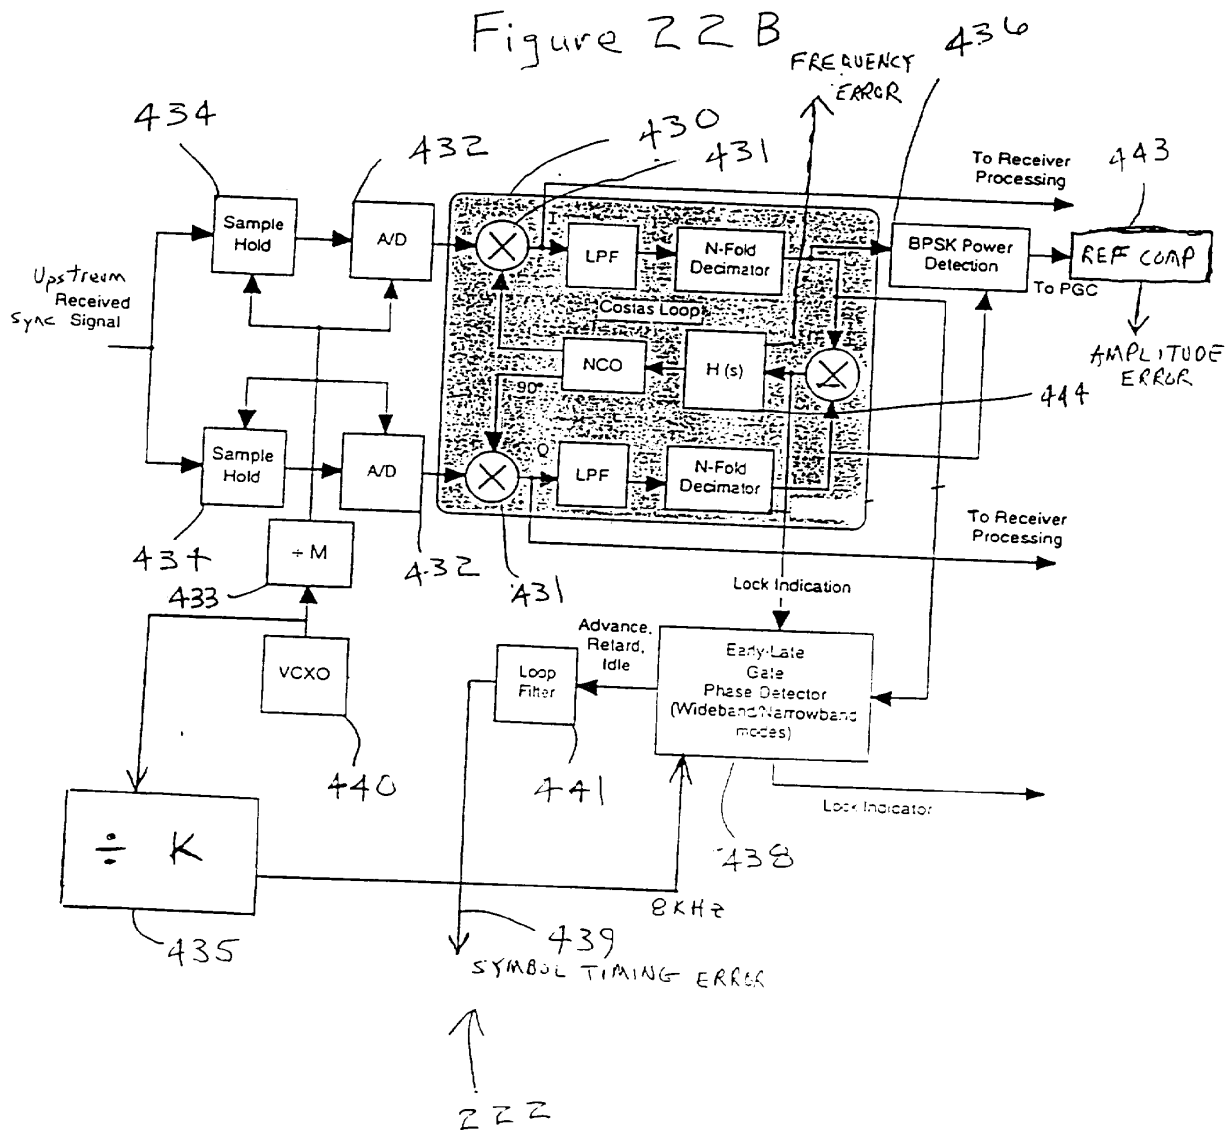 Figure 22B
436
FREQUENCY
ERROR
434
432
430
431
443
To Receiver
Processing
Sample
Hold
A/D
I
LPF
N-Fold
Decimator
BPSK Power
Detection
REF COMP
To PGC
Upstream
Received
Sync Signal
Costas Loop
AMPLITUDE
ERROR
NCO
H (s)
90°
444
Sample
Hold
A/D
Q
LPF
N-Fold
Decimator
To Receiver
Processing
434
÷ M
432
433
431
Lock Indication
Advance,
Retard,
Idle
VCXO
Loop
Filter
Early-Late
Gate
Phase Detector
(Wideband/Narrowband
modes)
440
441
Lock Indicator
÷ K
438
8KHz
435
439
SYMBOL TIMING ERROR
222